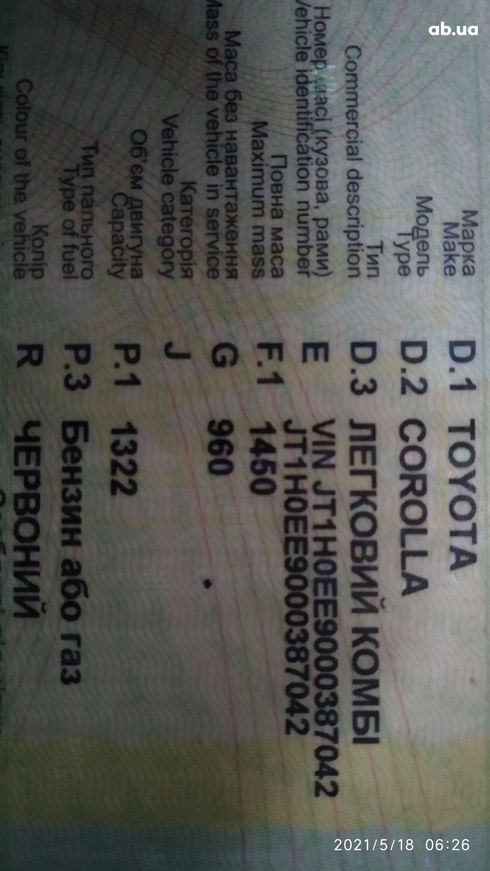 ab.ua
Марка
Make D.1 TOYOTA
Модель
Type D.2 COROLLA
Тип
Commercial description D.3 ЛЕГКОВИЙ КОМБІ
Номер шасі (кузова, рами)
Vehicle identification number E VIN JT1H0EE9000387042
JT1H0EE9000387042
Повна маса
Maximum mass F.1 1450
Маса без навантаження
Mass of the vehicle in service G 960
Категорія
Vehicle category J
Об'єм двигуна
Capacity P.1 1322
Тип пального
Type of fuel P.3 Бензин або газ
Колір
Colour of the vehicle R ЧЕРВОНИЙ
2021/5/18 06:26